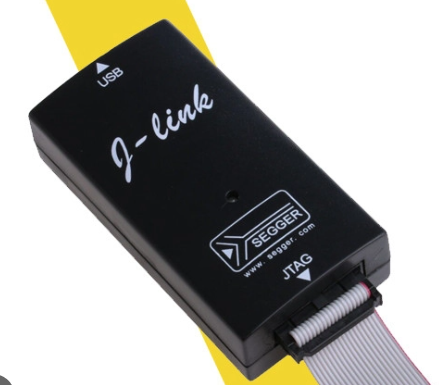 USB
J-link
SEGGER
www. segger. com
JTAG